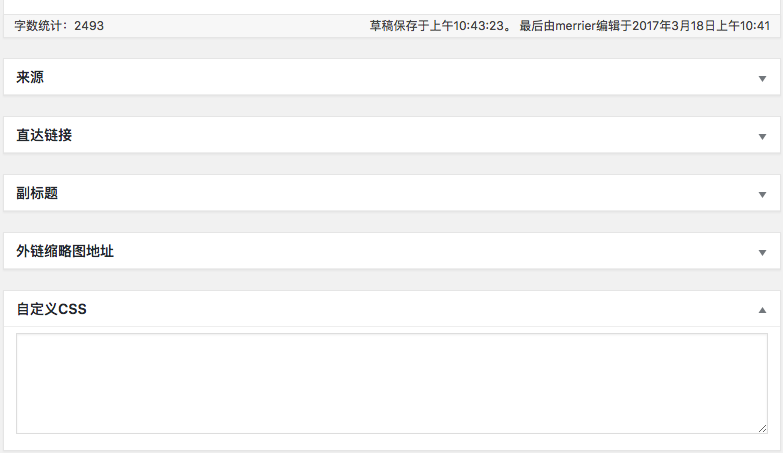 字数统计：2493 草稿保存于上午10:43:23。 最后由merrier编辑于2017年3月18日上午10:41
来源
直达链接
副标题
外链缩略图地址
自定义CSS